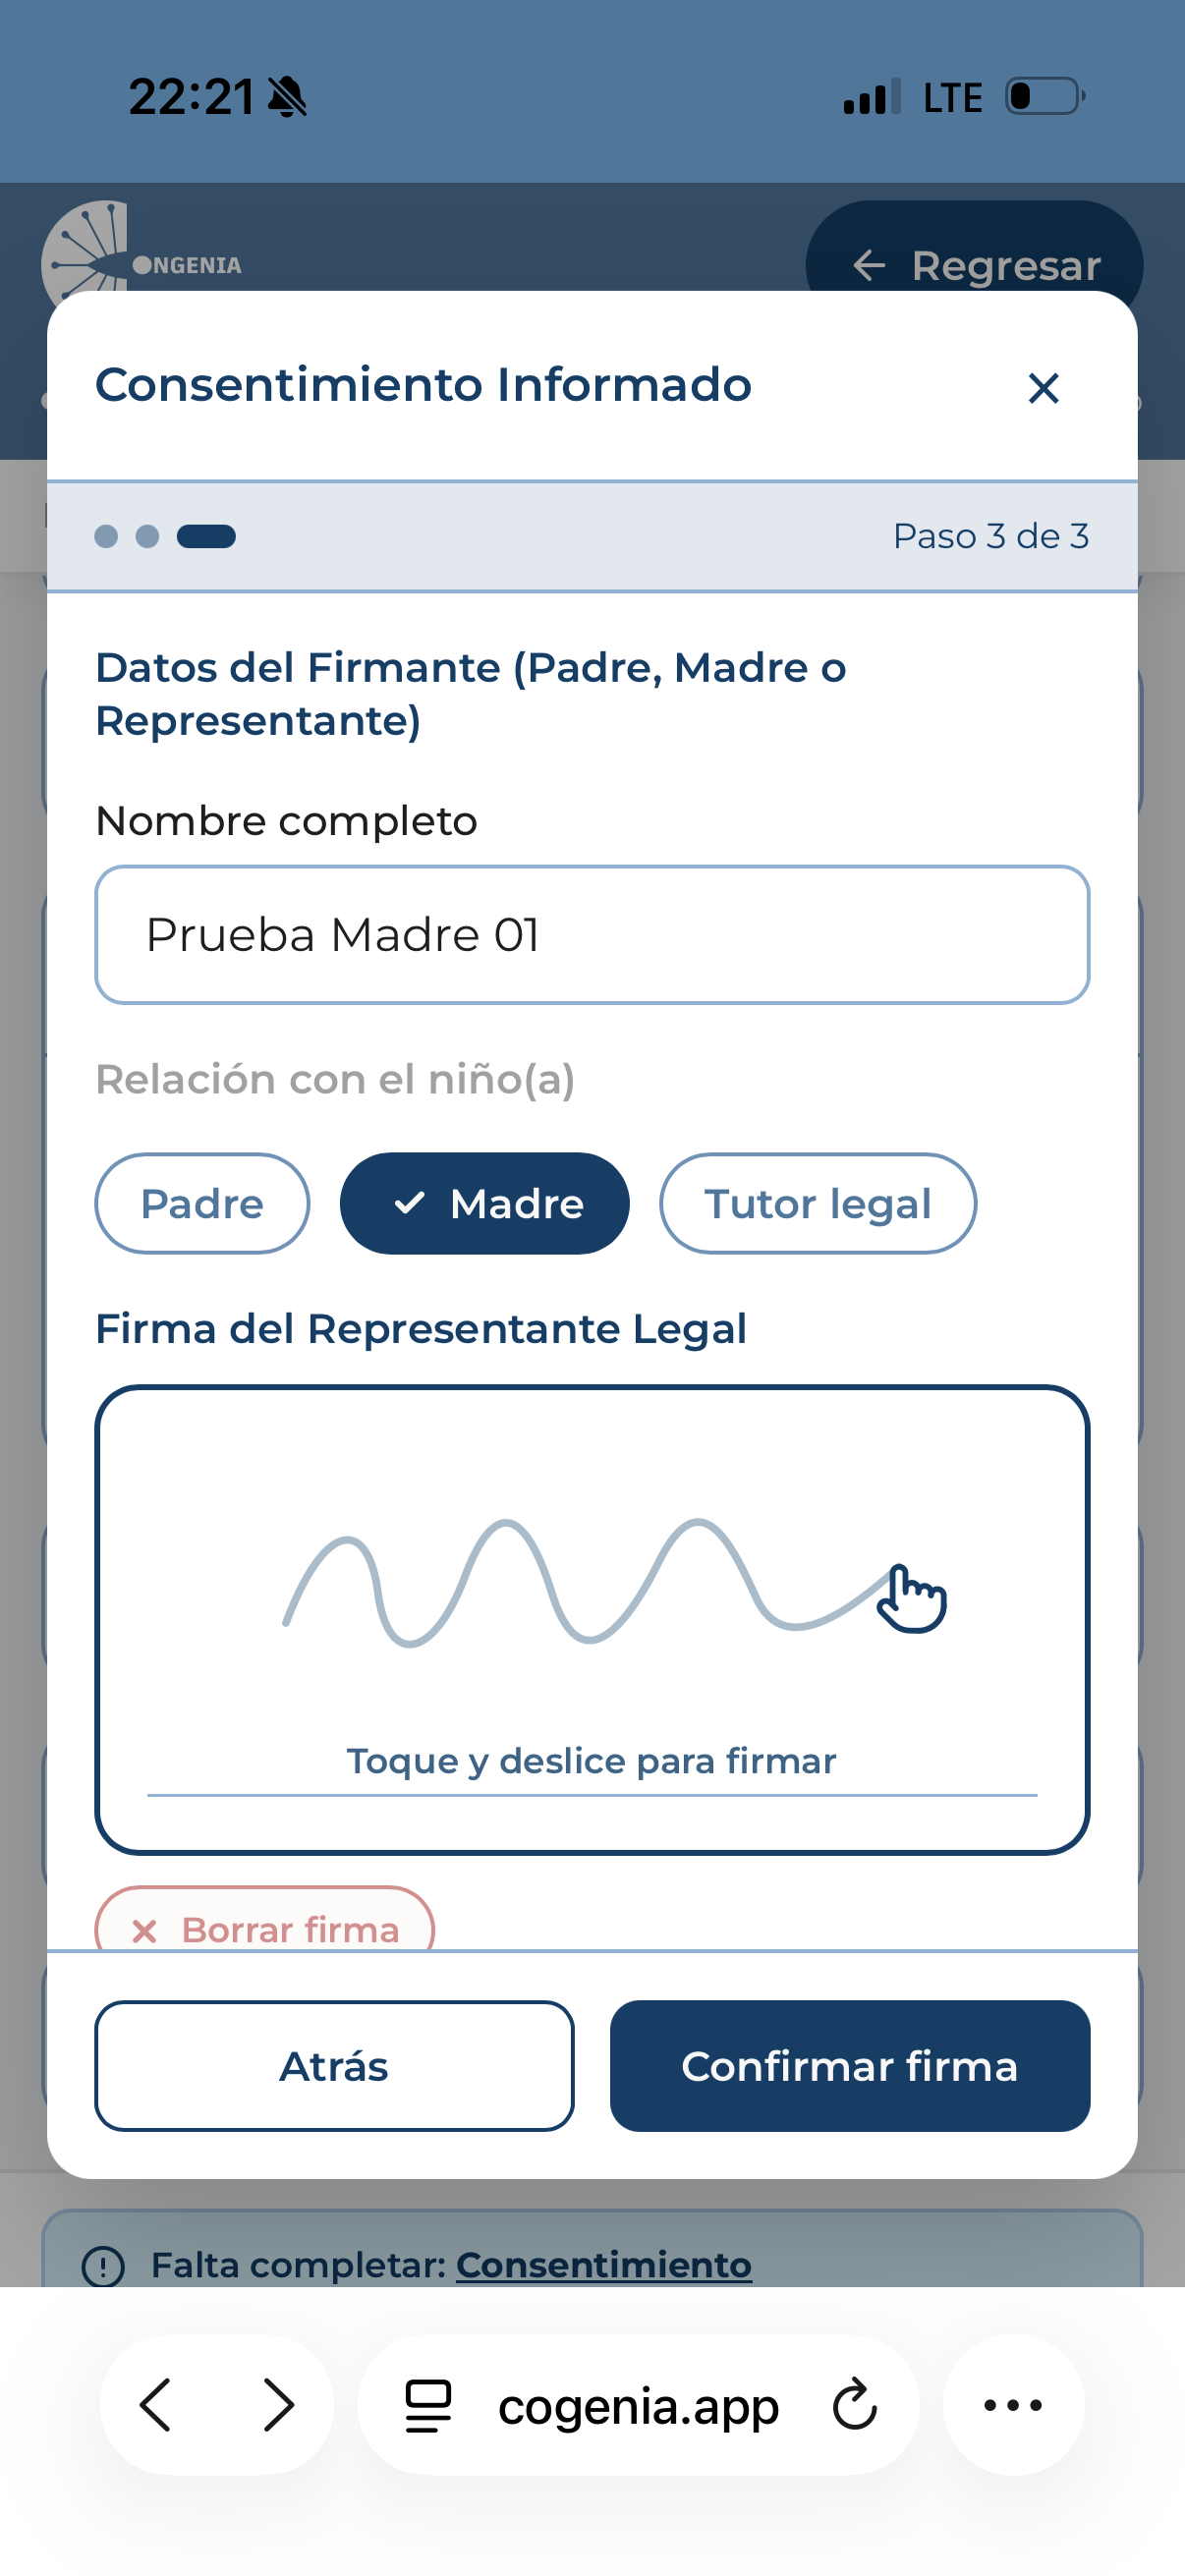 22:21
LTE
ONGENIA
← Regresar
Consentimiento Informado
Paso 3 de 3
Datos del Firmante (Padre, Madre o
Representante)
Nombre completo
Prueba Madre 01
Relación con el niño(a)
Padre
Madre
Tutor legal
Firma del Representante Legal
Toque y deslice para firmar
Borrar firma
Atrás
Confirmar firma
Falta completar: Consentimiento
cogenia.app